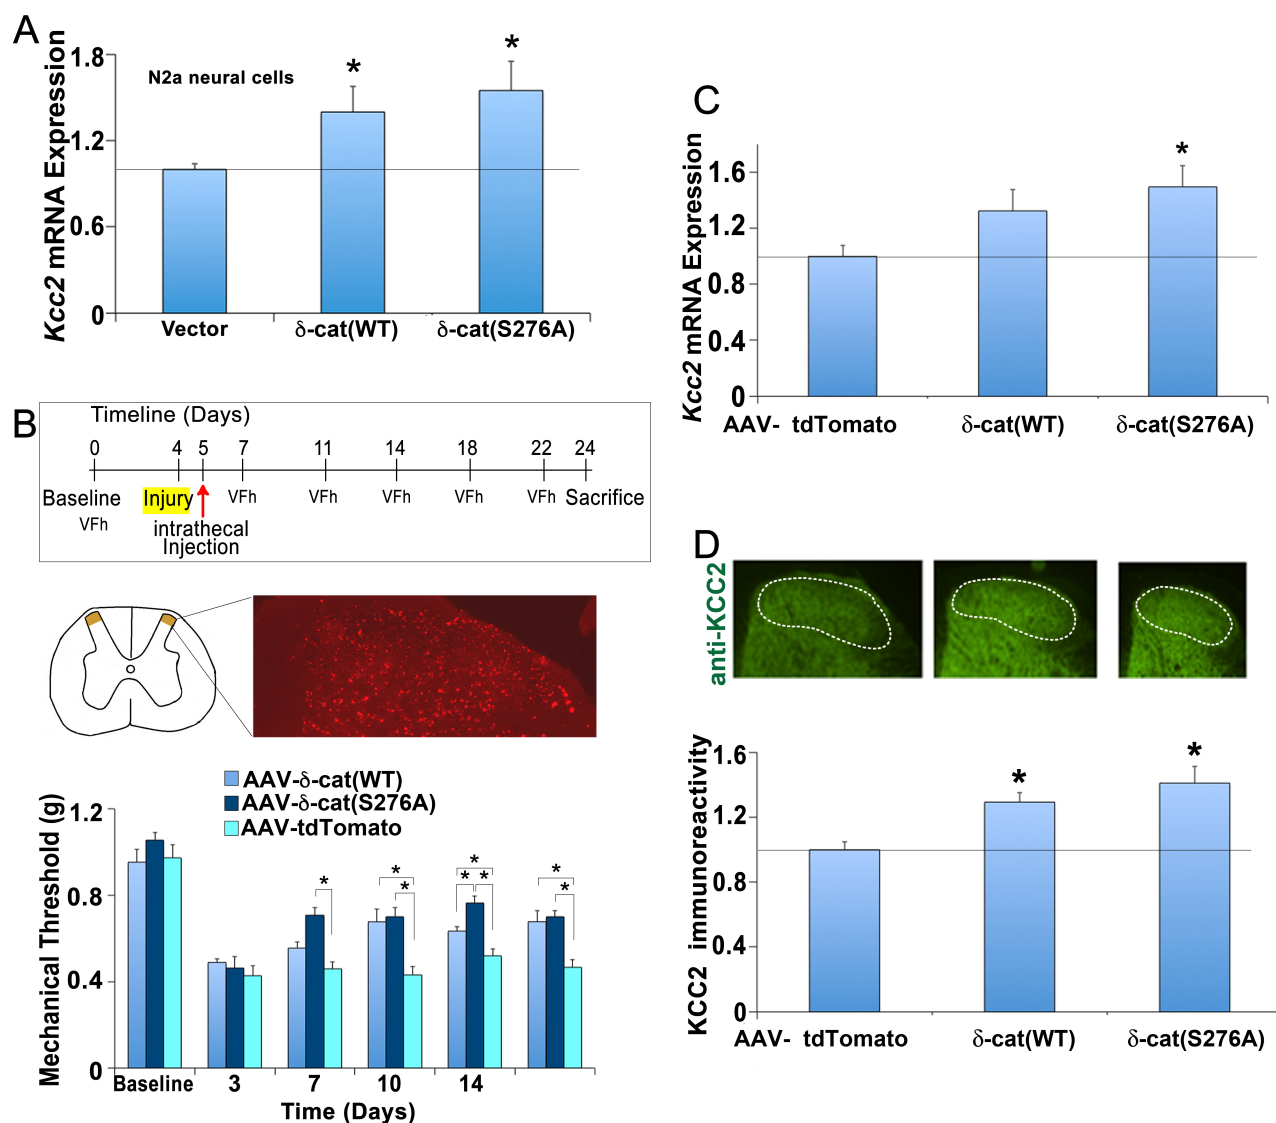 A
Kcc2 mRNA Expression
1.8
1.2
0.6
0
N2a neural cells
*
*
Vector
δ-cat(WT)
δ-cat(S276A)
B
Timeline (Days)
0 4 5 7 11 14 18 22 24
Baseline Injury VFh VFh VFh VFh VFh Sacrifice
VFh intrathecal
Injection
AAV-δ-cat(WT)
AAV-δ-cat(S276A)
AAV-tdTomato
Mechanical Threshold (g)
1.2
0.8
0.4
0
* * * * * * * *
Baseline 3 7 10 14
Time (Days)
C
Kcc2 mRNA Expression
1.6
1.2
0.8
0.4
0
*
AAV- tdTomato δ-cat(WT) δ-cat(S276A)
D
anti-KCC2
KCC2 immunoreactivity
1.6
1.2
0.8
0.4
0
*
*
AAV- tdTomato δ-cat(WT) δ-cat(S276A)